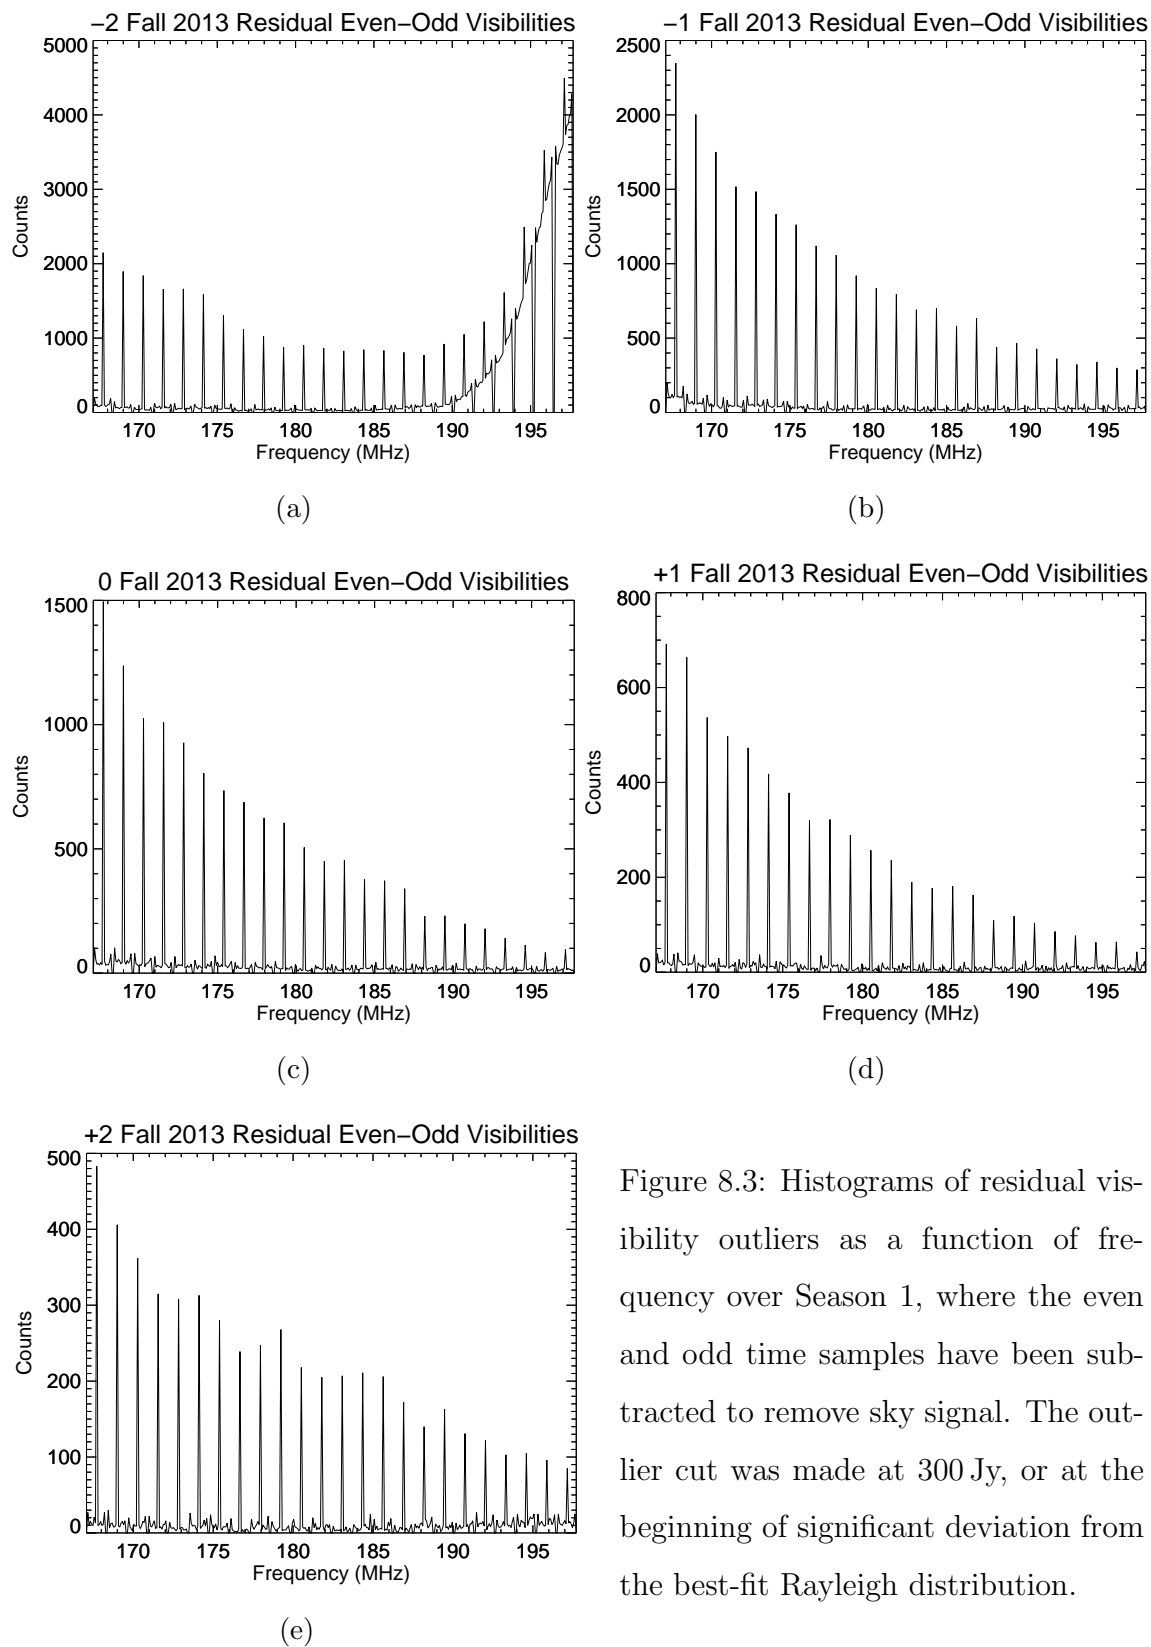 −2 Fall 2013 Residual Even−Odd Visibilities
5000
4000
3000
2000
1000
0
Counts
170 175 180 185 190 195
Frequency (MHz)
(a)
−1 Fall 2013 Residual Even−Odd Visibilities
2500
2000
1500
1000
500
0
Counts
170 175 180 185 190 195
Frequency (MHz)
(b)
0 Fall 2013 Residual Even−Odd Visibilities
1500
1000
500
0
Counts
170 175 180 185 190 195
Frequency (MHz)
(c)
+1 Fall 2013 Residual Even−Odd Visibilities
800
600
400
200
0
Counts
170 175 180 185 190 195
Frequency (MHz)
(d)
+2 Fall 2013 Residual Even−Odd Visibilities
500
400
300
200
100
0
Counts
170 175 180 185 190 195
Frequency (MHz)
(e)
Figure 8.3: Histograms of residual vis-
ibility outliers as a function of fre-
quency over Season 1, where the even
and odd time samples have been sub-
tracted to remove sky signal. The out-
lier cut was made at 300 Jy, or at the
beginning of significant deviation from
the best-fit Rayleigh distribution.